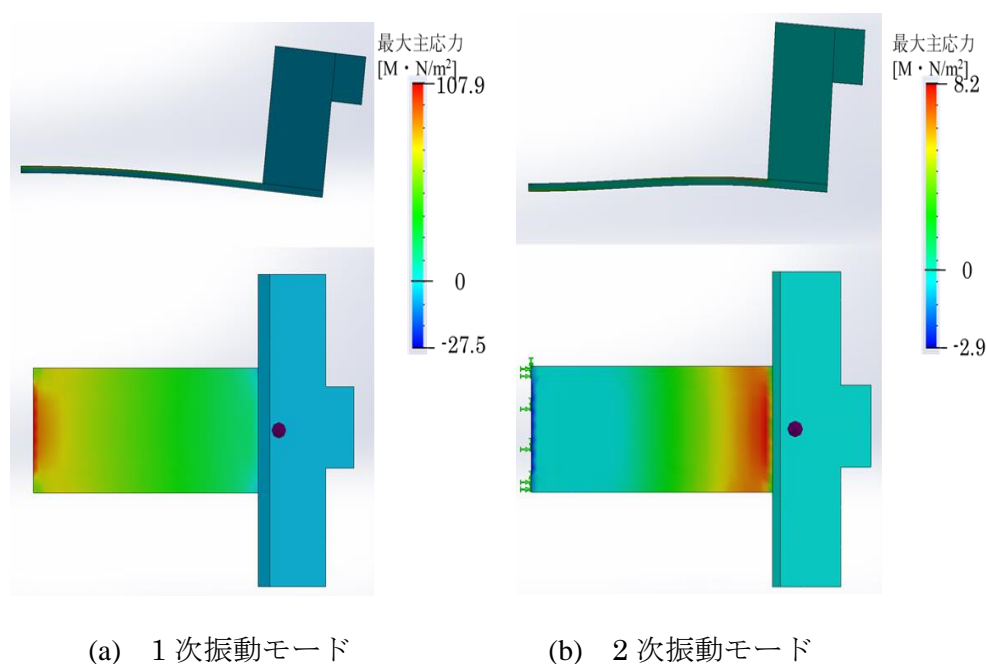 最大主応力
[M・N/m²]
107.9
0
-27.5
最大主応力
[M・N/m²]
8.2
0
-2.9
(a) 1次振動モード
(b) 2次振動モード